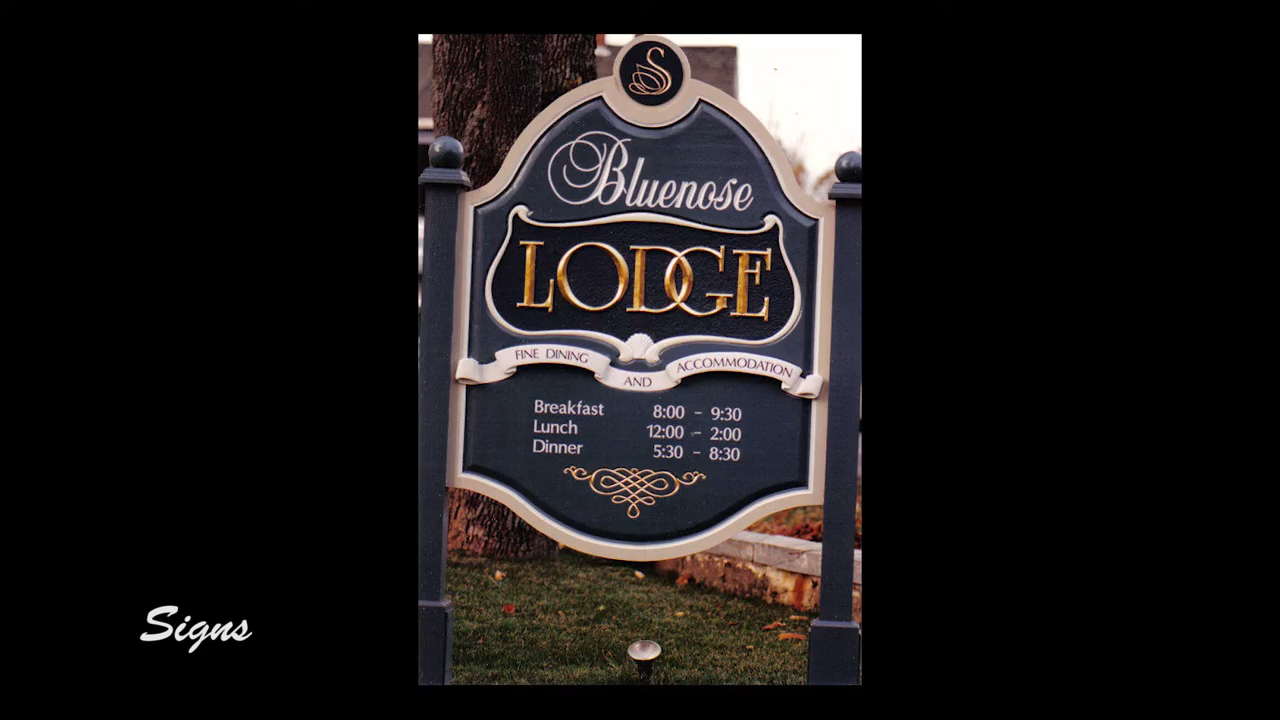 S
Bluenose
LODGE
FINE DINING AND ACCOMMODATION
Breakfast 8:00 - 9:30
Lunch 12:00 - 2:00
Dinner 5:30 - 8:30
Signs